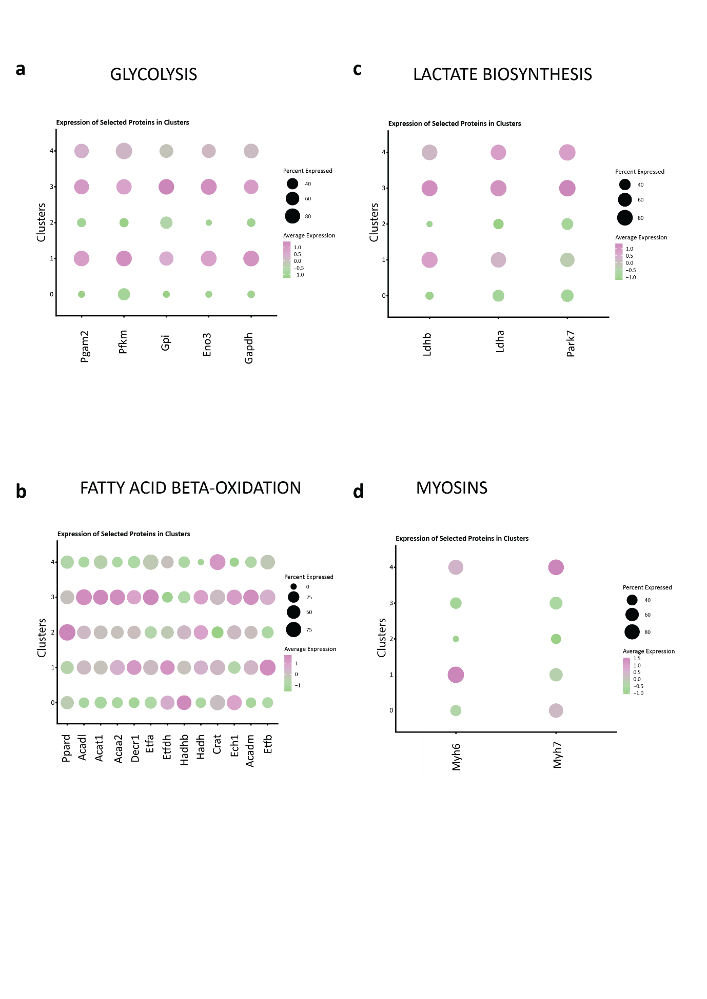 a
GLYCOLYSIS
Expression of Selected Proteins in Clusters
Clusters
4
3
2
1
0
Pgam2
Pfkm
Gpi
Eno3
Gapdh
Percent Expressed
40
60
80
Average Expression
1.0
0.5
0.0
−0.5
−1.0
c
LACTATE BIOSYNTHESIS
Expression of Selected Proteins in Clusters
Clusters
4
3
2
1
0
Ldhb
Ldha
Park7
Percent Expressed
40
60
80
Average Expression
1.0
0.5
0.0
−0.5
−1.0
b
FATTY ACID BETA-OXIDATION
Expression of Selected Proteins in Clusters
Clusters
4
3
2
1
0
Ppard
Acadl
Acat1
Acaa2
Decr1
Etfa
Etfdh
Hadhb
Hadh
Crat
Ech1
Acadm
Etfb
Percent Expressed
0
25
50
75
Average Expression
1
0
−1
d
MYOSINS
Expression of Selected Proteins in Clusters
Clusters
4
3
2
1
0
Myh6
Myh7
Percent Expressed
40
60
80
Average Expression
1.5
1.0
0.5
0.0
−0.5
−1.0